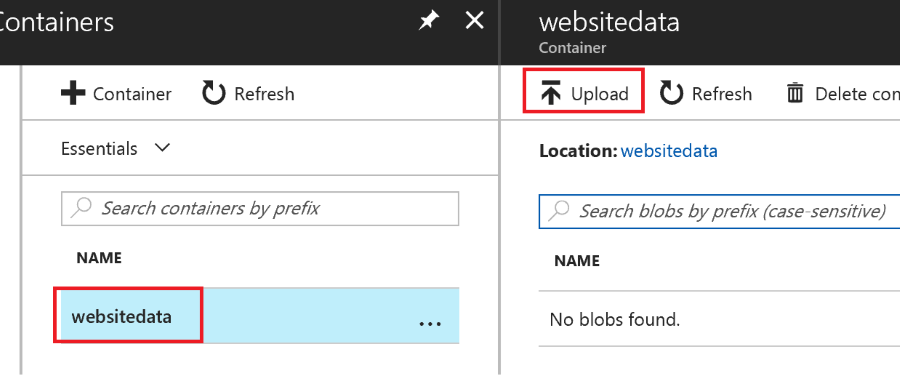 Containers
+ Container Refresh
Essentials
Search containers by prefix
NAME
websitedata ...
websitedata
Container
Upload Refresh Delete con
Location: websitedata
Search blobs by prefix (case-sensitive)
NAME
No blobs found.